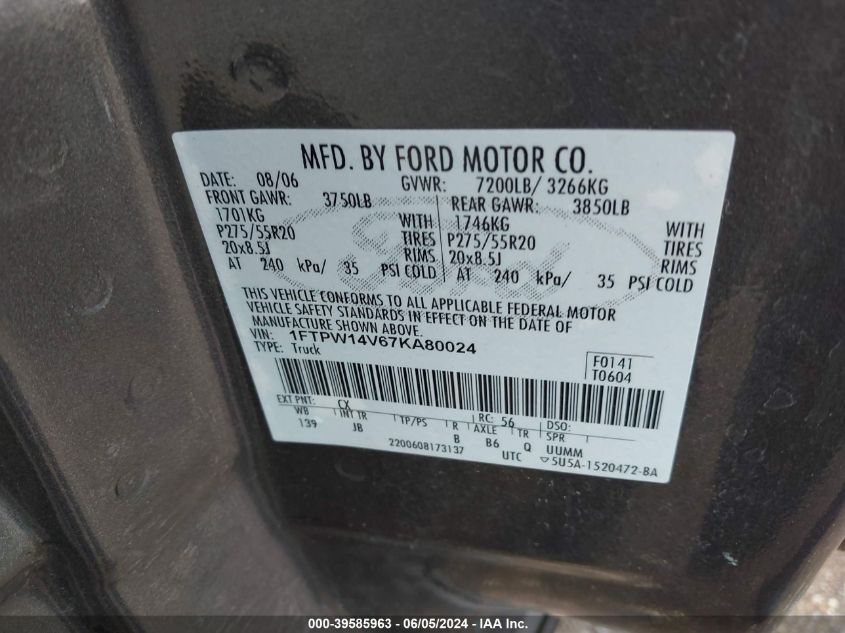 MFD. BY FORD MOTOR CO.
DATE: 08/06 GVWR: 7200LB/ 3266KG
FRONT GAWR: 3750LB REAR GAWR: 3850LB
1701KG WITH 1746KG WITH
P275/55R20 TIRES P275/55R20 TIRES
20x8.5J RIMS 20x8.5J RIMS
AT 240 kPa/ 35 PSI COLD AT 240 kPa/ 35 PSI COLD
Ford
THIS VEHICLE CONFORMS TO ALL APPLICABLE FEDERAL MOTOR
VEHICLE SAFETY STANDARDS IN EFFECT ON THE DATE OF
MANUFACTURE SHOWN ABOVE.
VIN: 1FTPW14V67KA80024
TYPE: Truck
F0141
T0604
EXT PNT: CX RC: 56 DSO:
WB INT TR TP/PS R AXLE TR SPR
139 JB B B6 Q UUMM
2200608173137 UTC ▽5U5A-1520472-BA
000-39585963 - 06/05/2024 - IAA Inc.